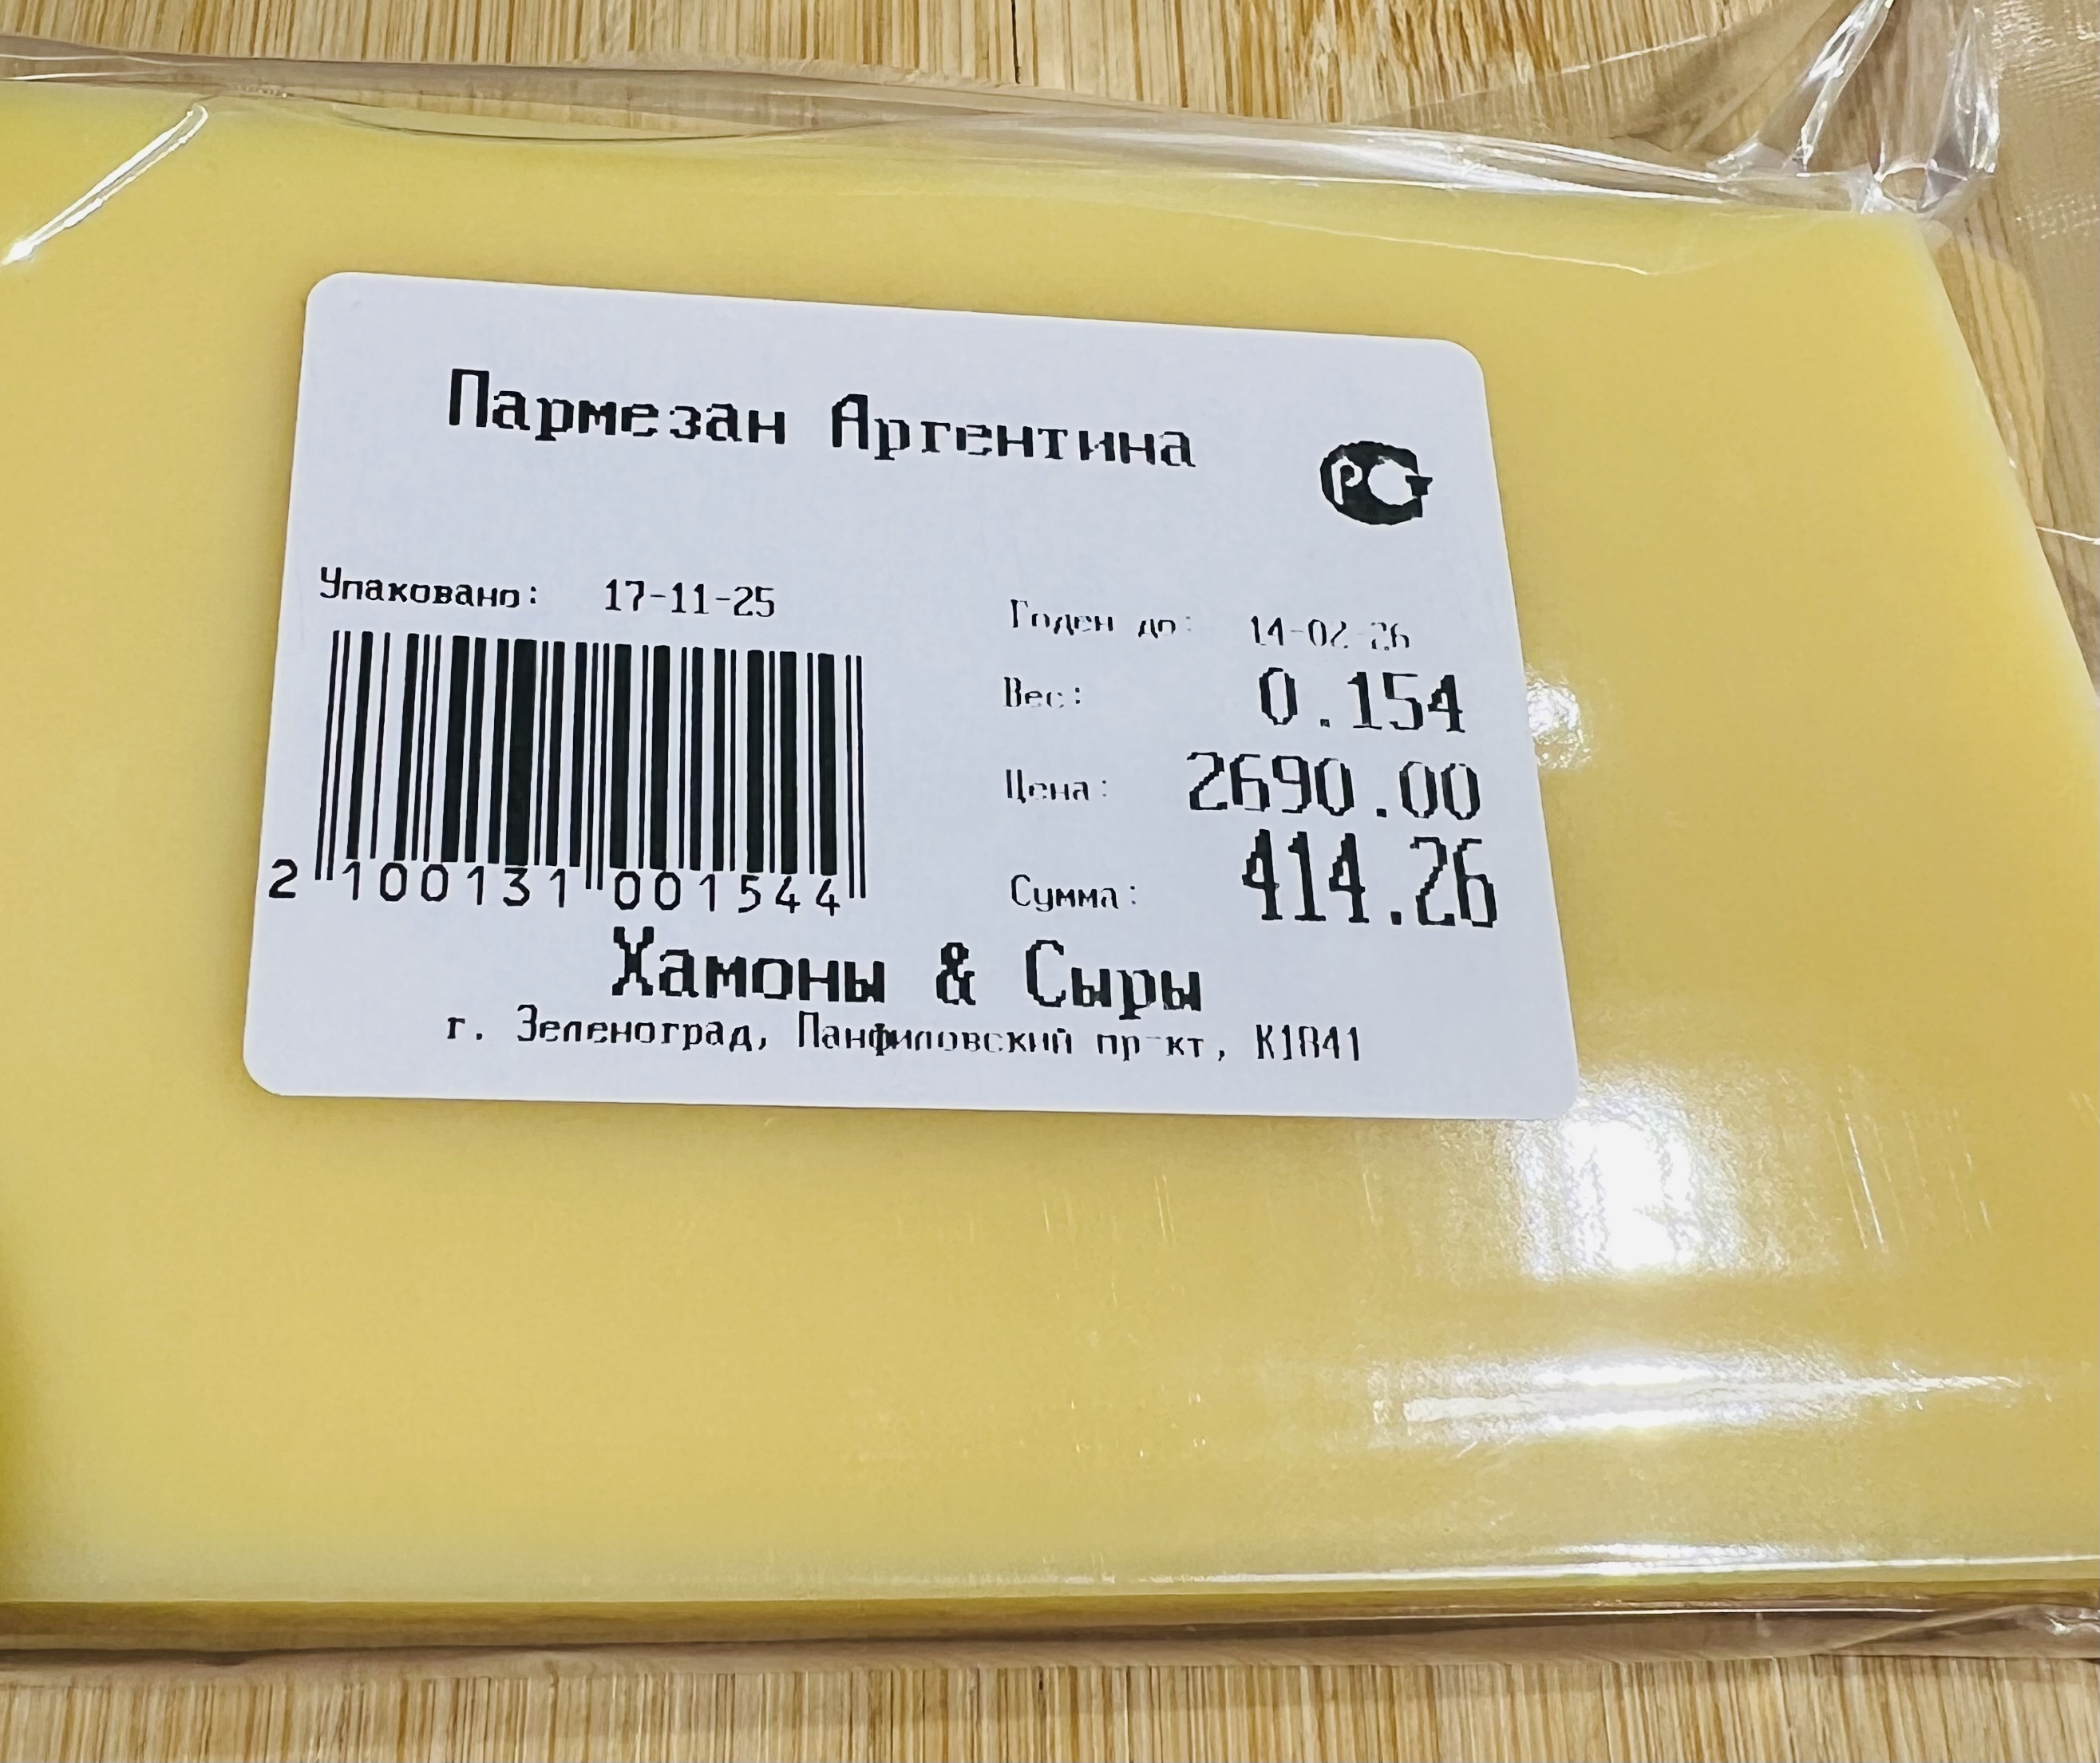 Пармезан Аргентина
РС
Упаковано: 17-11-25
Годен до: 14-02-26
Вес: 0.154
Цена: 2690.00
Сумма: 414.26
2 100131 001544
Хамоны & Сыры
г. Зеленоград, Панфиловский пр-кт, К1841